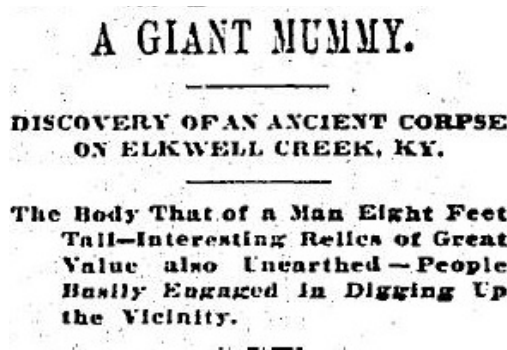 A GIANT MUMMY.
DISCOVERY OF AN ANCIENT CORPSE
ON ELKWELL CREEK, KY.
The Body That of a Man Eight Feet
Tall—Interesting Relics of Great
Value also Unearthed—People
Busily Engaged in Digging Up
the Vicinity.